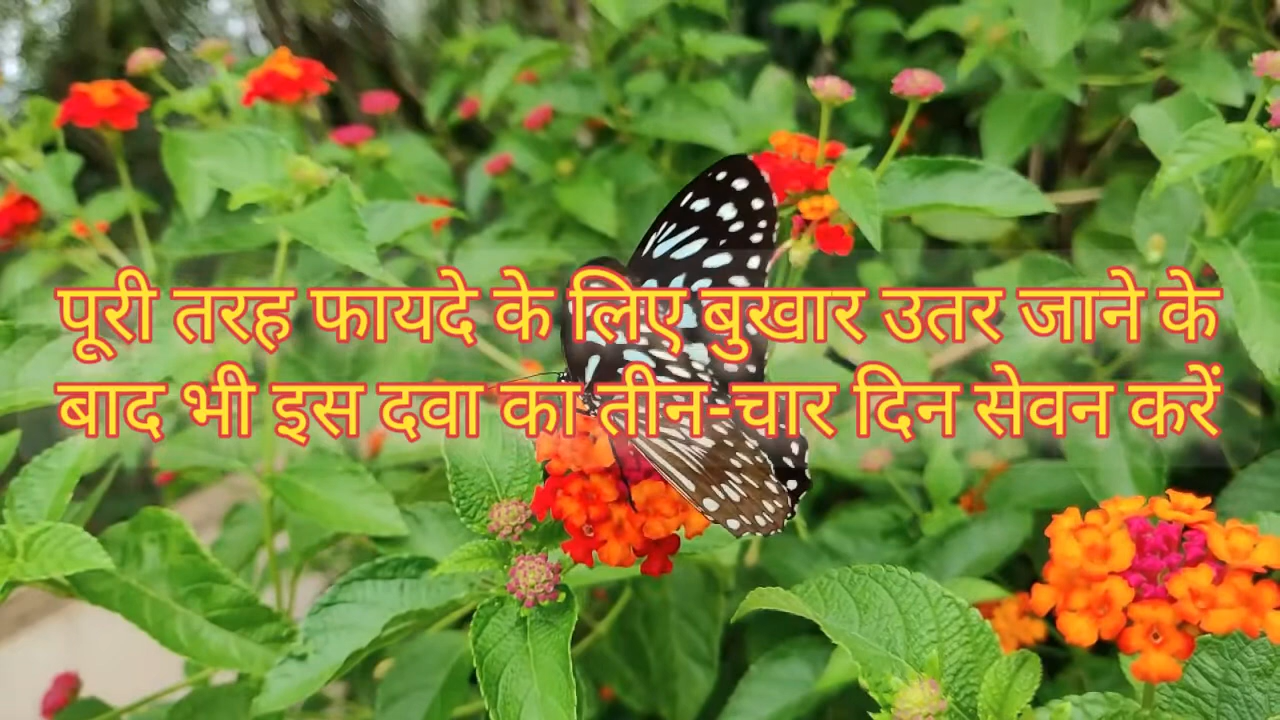 पूरी तरह फायदे के लिए बुखार उतर जाने के
बाद भी इस दवा का तीन-चार दिन सेवन करें